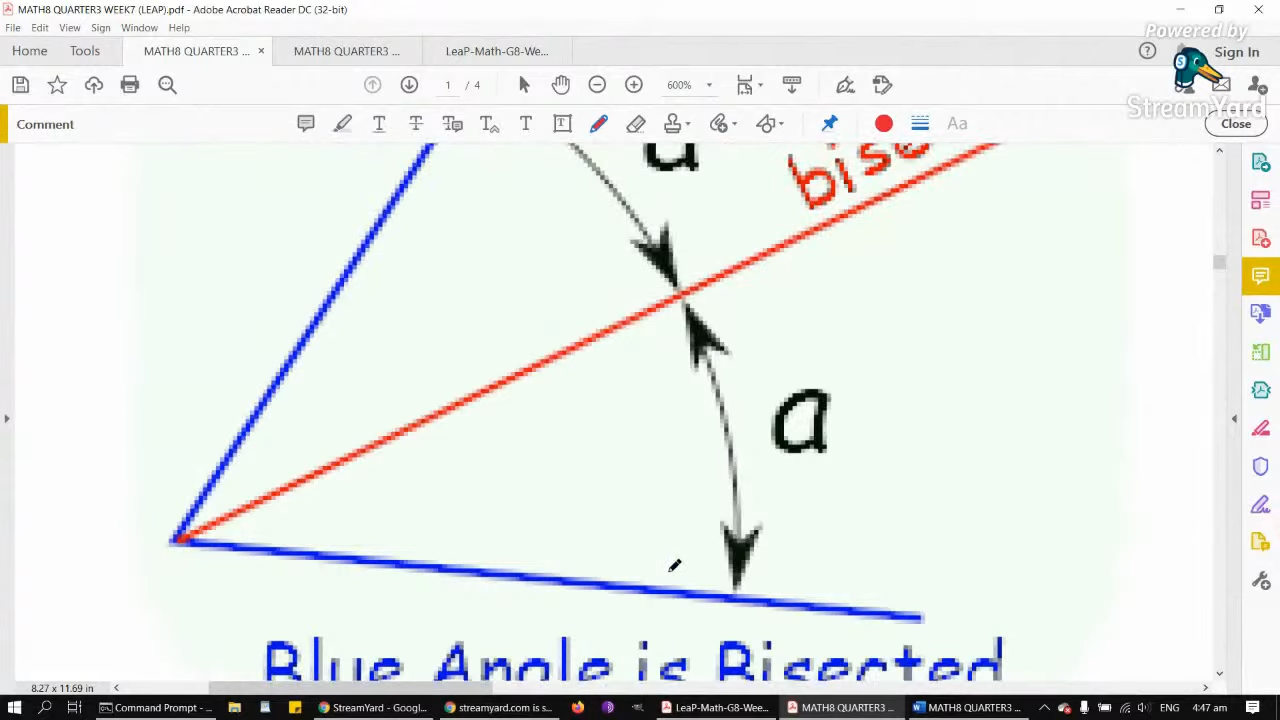 MATH8 QUARTER3 WEEK7 (LEAP).pdf - Adobe Acrobat Reader DC (32-bit)
Powered by
File Edit View Sign Window Help
Home Tools MATH8 QUARTER3 ... × MATH8 QUARTER3 ... LeaP-Math-G8-We... Sign In
1 / 4 600%
StreamYard
Comment Aa Close
a
bise
a
Blue Angle is Bisected
8.27 x 11.69 in
Command Prompt - ... StreamYard - Googl... streamyard.com is s... LeaP-Math-G8-Wee... MATH8 QUARTER3 ... MATH8 QUARTER3 ... 4:47 am